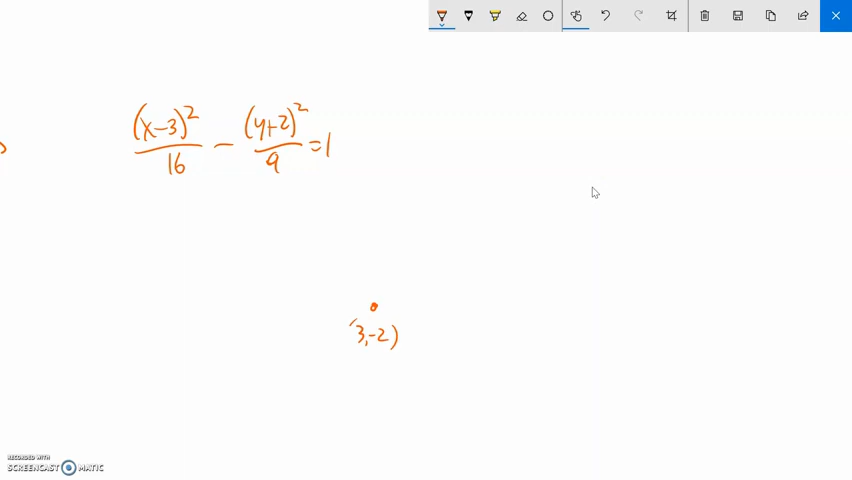 (x-3)² / 16 - (y+2)² / 9 = 1
(3,-2)
RECORDED WITH
SCREENCAST MATIC